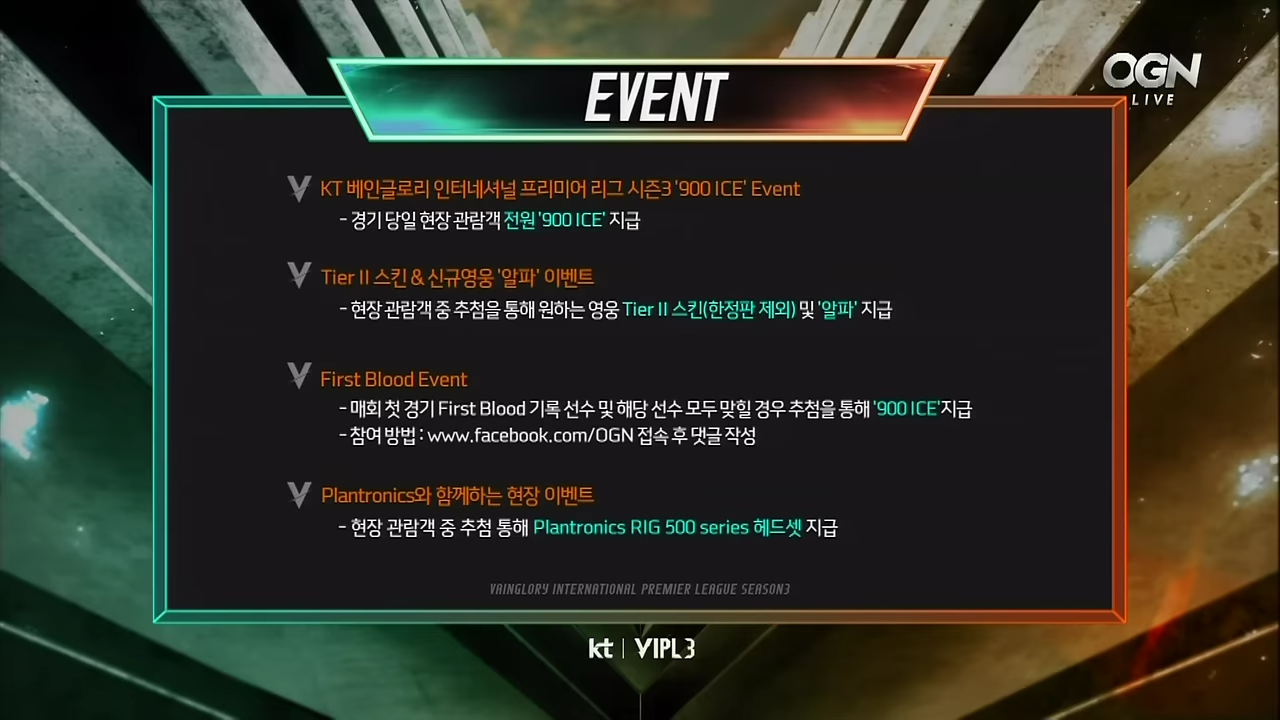 EVENT
OGN
LIVE
KT 베인글로리 인터네셔널 프리미어 리그 시즌3 '900 ICE' Event
- 경기 당일 현장 관람객 전원 '900 ICE' 지급
Tier II 스킨 & 신규영웅 '알파' 이벤트
- 현장 관람객 중 추첨을 통해 원하는 영웅 Tier II 스킨(한정판 제외) 및 '알파' 지급
First Blood Event
- 매회 첫 경기 First Blood 기록 선수 및 해당 선수 모두 맞힐 경우 추첨을 통해 '900 ICE'지급
- 참여 방법 : www.facebook.com/OGN 접속 후 댓글 작성
Plantronics와 함께하는 현장 이벤트
- 현장 관람객 중 추첨 통해 Plantronics RIG 500 series 헤드셋 지급
VAINGLORY INTERNATIONAL PREMIER LEAGUE SEASON3
kt | VIPL3